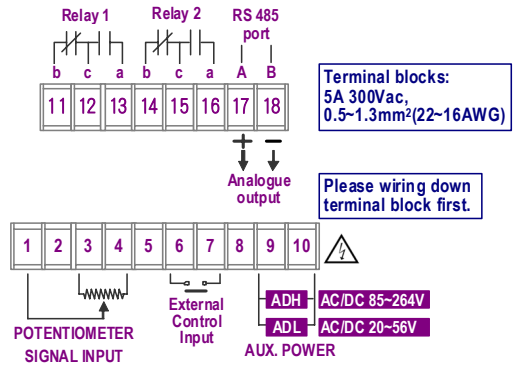 Relay 1 Relay 2 RS 485
port
b c a b c a A B
11 12 13 14 15 16 17 18
+ −
Analogue
output
Terminal blocks:
5A 300Vac,
0.5~1.3mm²(22~16AWG)
Please wiring down
terminal block first.
1 2 3 4 5 6 7 8 9 10
External
Control
Input
POTENTIOMETER
SIGNAL INPUT
ADH AC/DC 85~264V
ADL AC/DC 20~56V
AUX. POWER